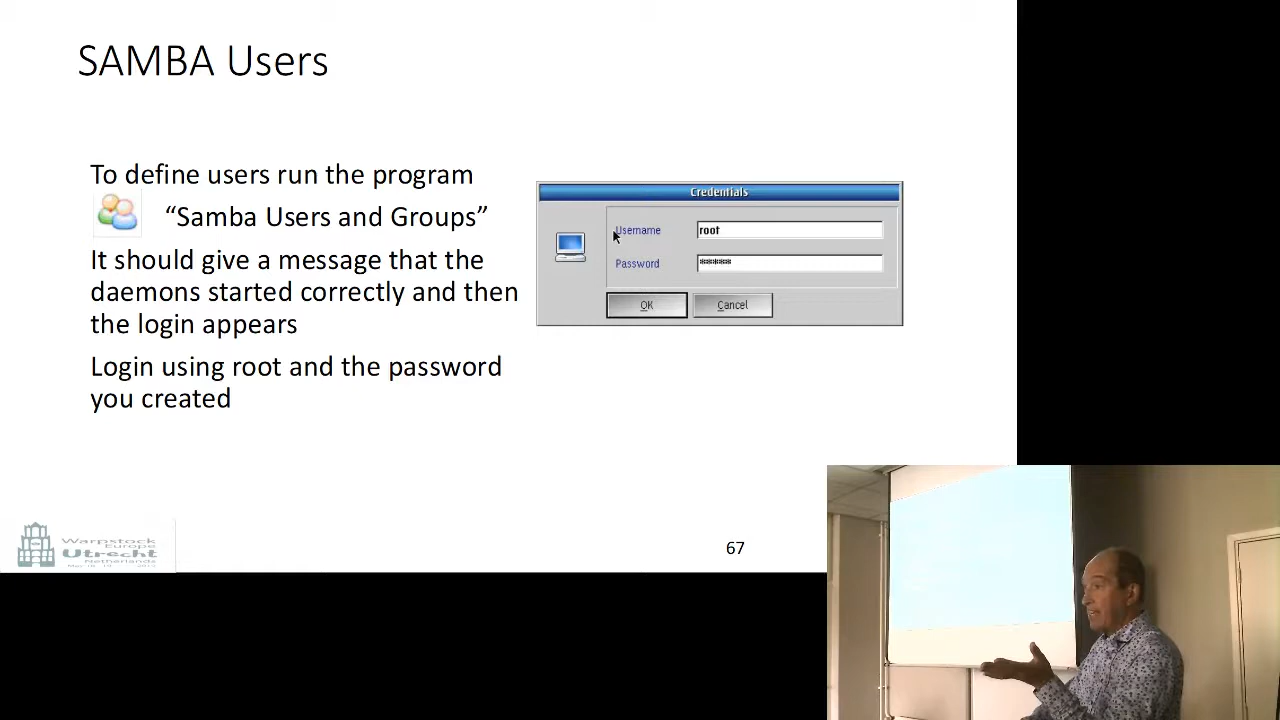 SAMBA Users
To define users run the program
“Samba Users and Groups”
It should give a message that the
daemons started correctly and then
the login appears
Login using root and the password
you created
Credentials
Username
root
Password
*****
OK
Cancel
Warpstock
Europe
Utrecht
Netherlands
67